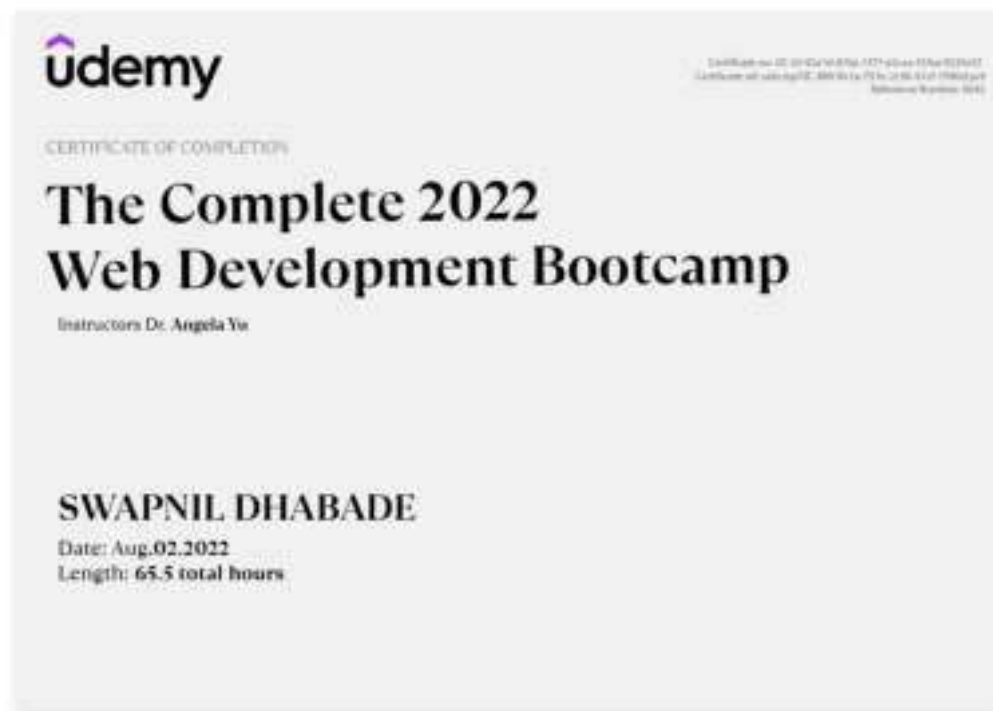 udemy
CERTIFICATE OF COMPLETION
The Complete 2022
Web Development Bootcamp
Instructors Dr. Angela Yu
SWAPNIL DHABADE
Date: Aug.02.2022
Length: 65.5 total hours